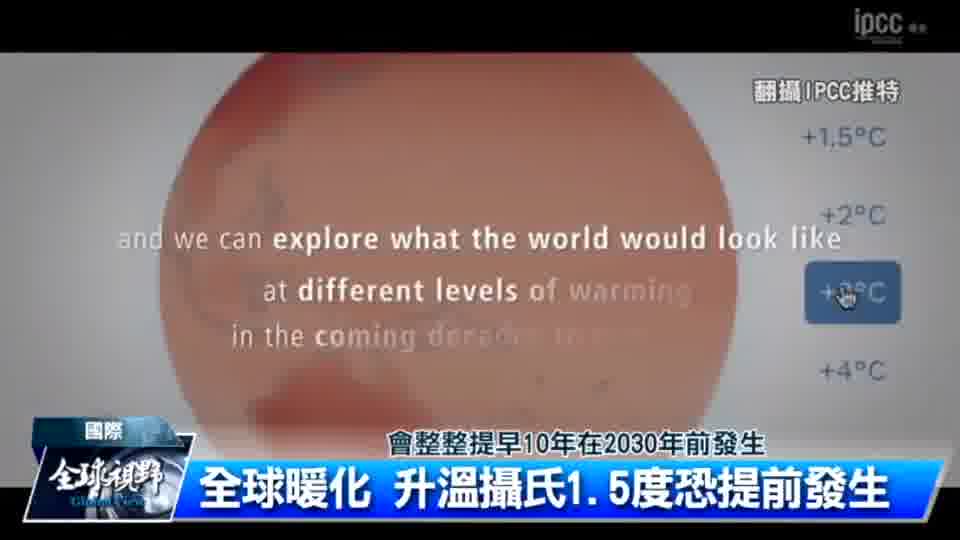 ipcc
翻攝IPCC推特
+1.5°C
+2°C
and we can explore what the world would look like
at different levels of warming
+3°C
in the coming decades
+4°C
國際
會整整提早10年在2030年前發生
全球視野
全球暖化 升溫攝氏1.5度恐提前發生